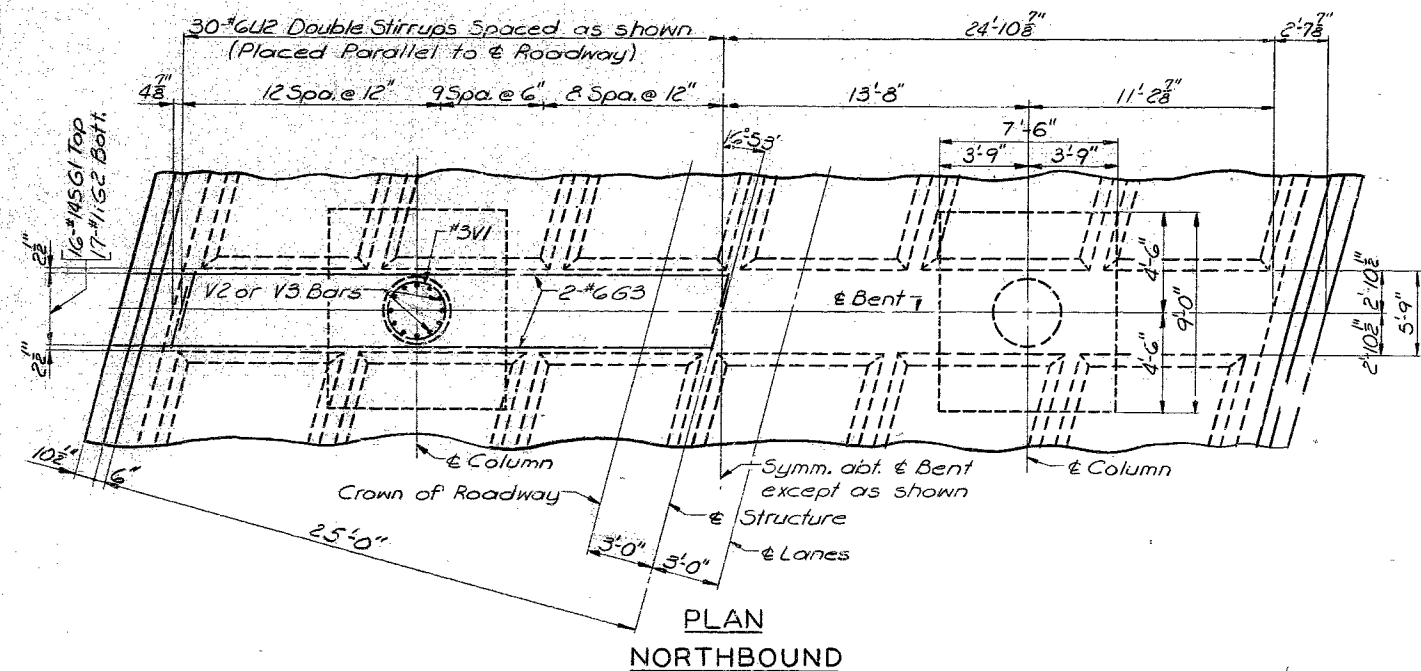 30-#6U2 Double Stirrups Spaced as shown
(Placed Parallel to ℄ Roadway)
24'-10 7/8"
2'-7 7/8"
4 7/8"
12 Spa. @ 12"
9 Spa. @ 6"
8 Spa. @ 12"
13'-8"
11'-2 7/8"
7'-6"
3'-9"
3'-9"
16°53'
16-#14SG1 Top
17-#11G2 Bott.
2 1/2"
2 1/2"
#3V1
V2 or V3 Bars
2-#6G3
℄ Bent
4'-6"
4'-6"
9'-0"
2'-10 1/2"
2'-10 1/2"
5'-9"
10 1/2"
6"
25'-0"
℄ Column
Crown of Roadway
Symm. abt. ℄ Bent
except as shown
℄ Column
℄ Structure
℄ Lanes
3'-0"
3'-0"
PLAN
NORTHBOUND